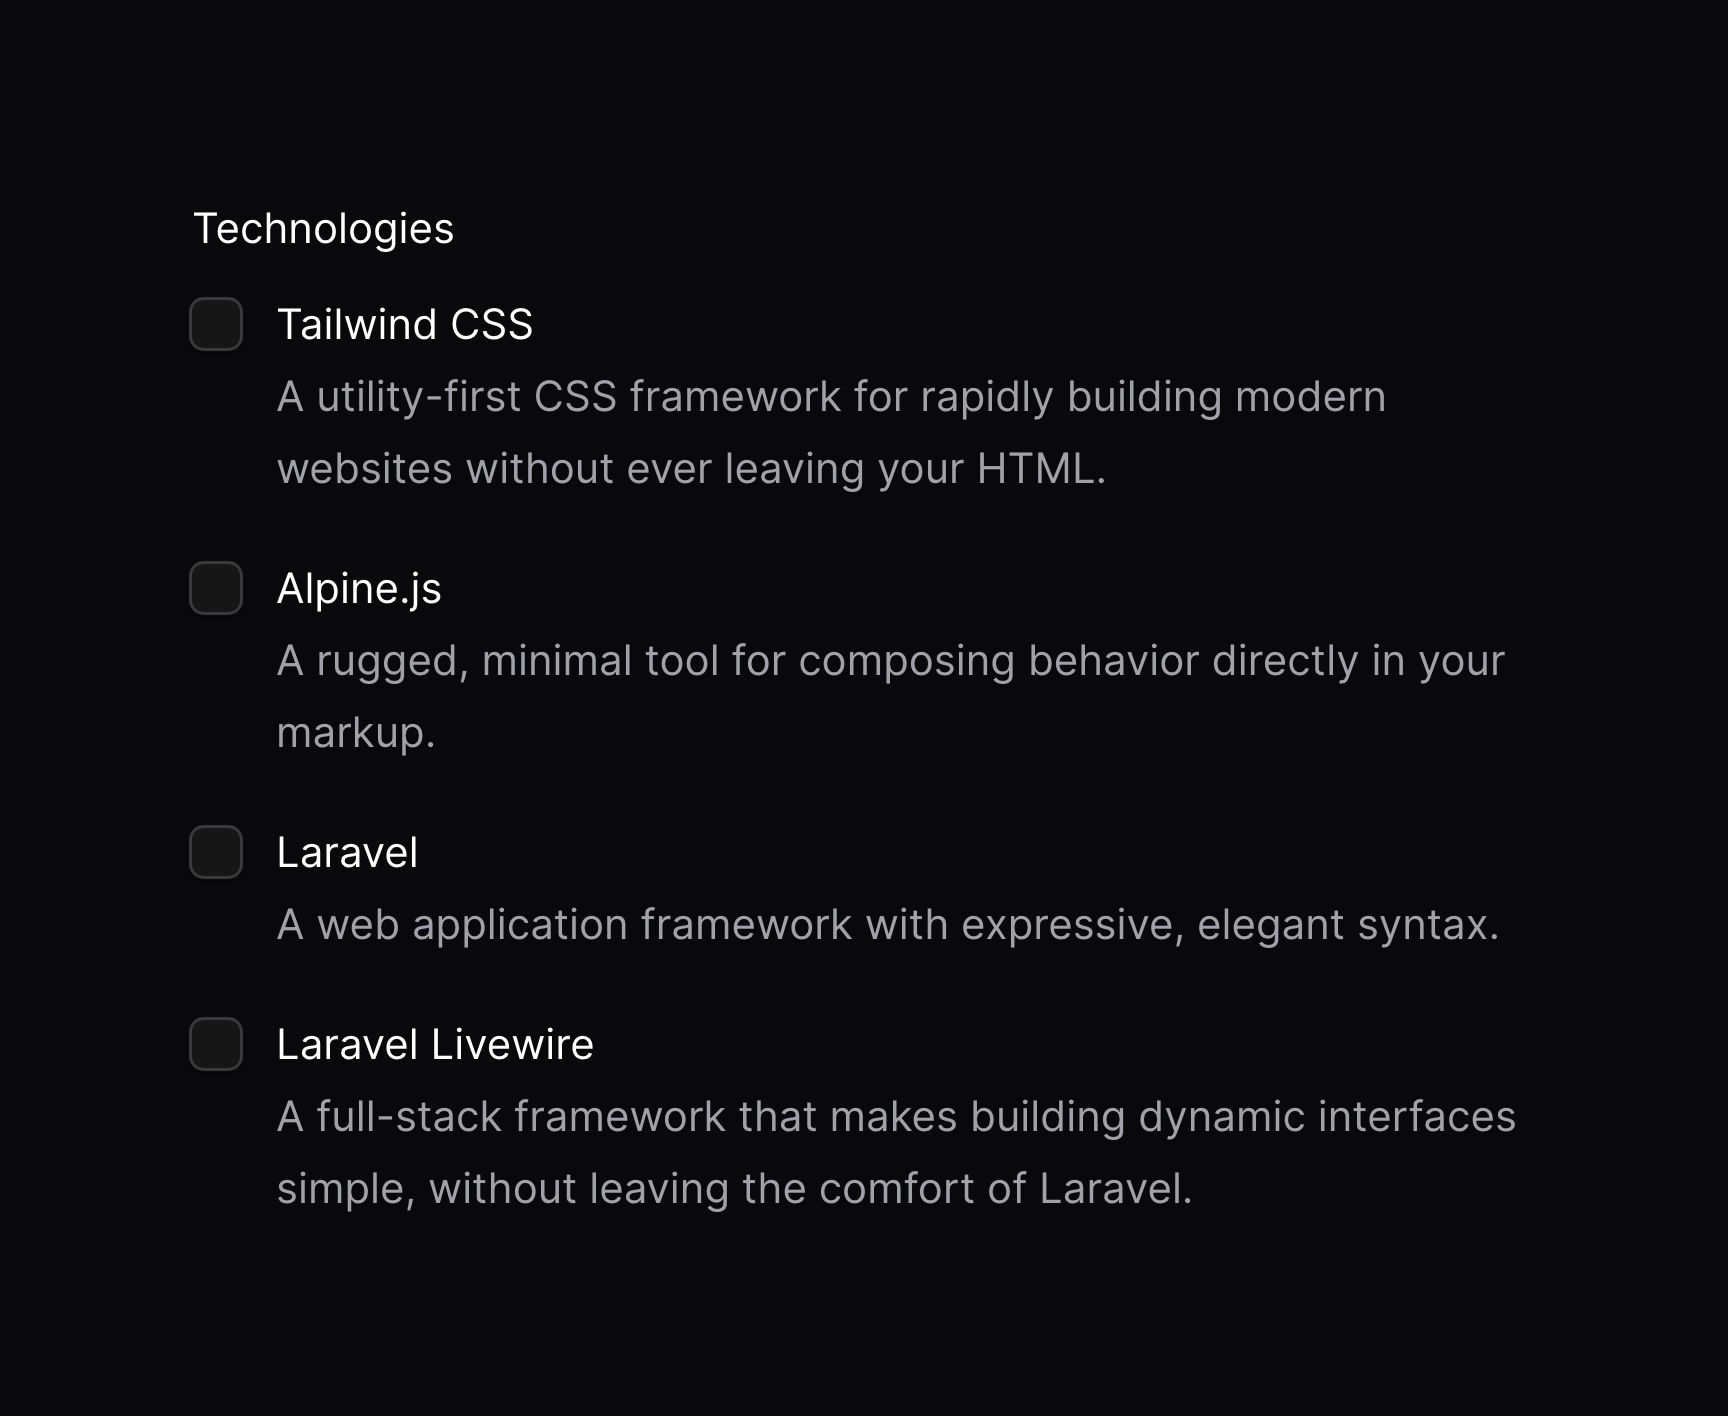 Technologies
Tailwind CSS
A utility-first CSS framework for rapidly building modern
websites without ever leaving your HTML.
Alpine.js
A rugged, minimal tool for composing behavior directly in your
markup.
Laravel
A web application framework with expressive, elegant syntax.
Laravel Livewire
A full-stack framework that makes building dynamic interfaces
simple, without leaving the comfort of Laravel.